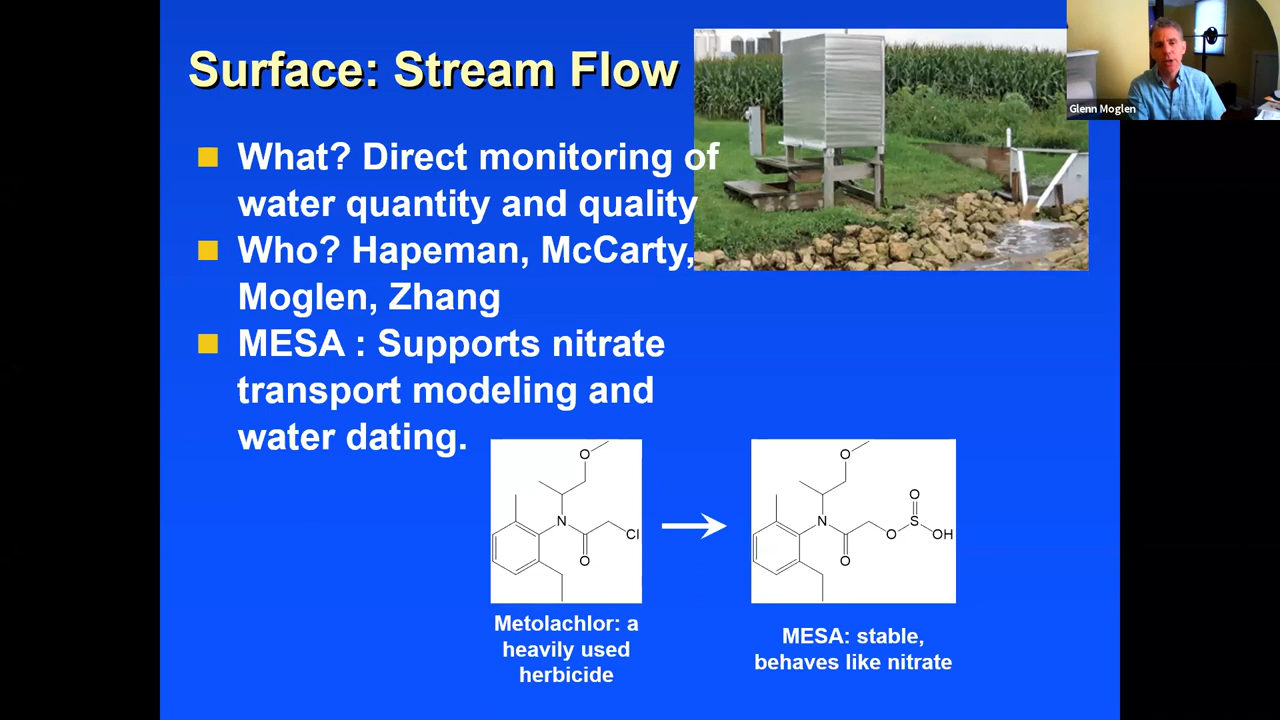 Surface: Stream Flow
What? Direct monitoring of
water quantity and quality
Who? Hapeman, McCarty,
Moglen, Zhang
MESA : Supports nitrate
transport modeling and
water dating.
Glenn Moglen
O
N
Cl
O
O
N
O
O
S
OH
O
Metolachlor: a
heavily used
herbicide
MESA: stable,
behaves like nitrate